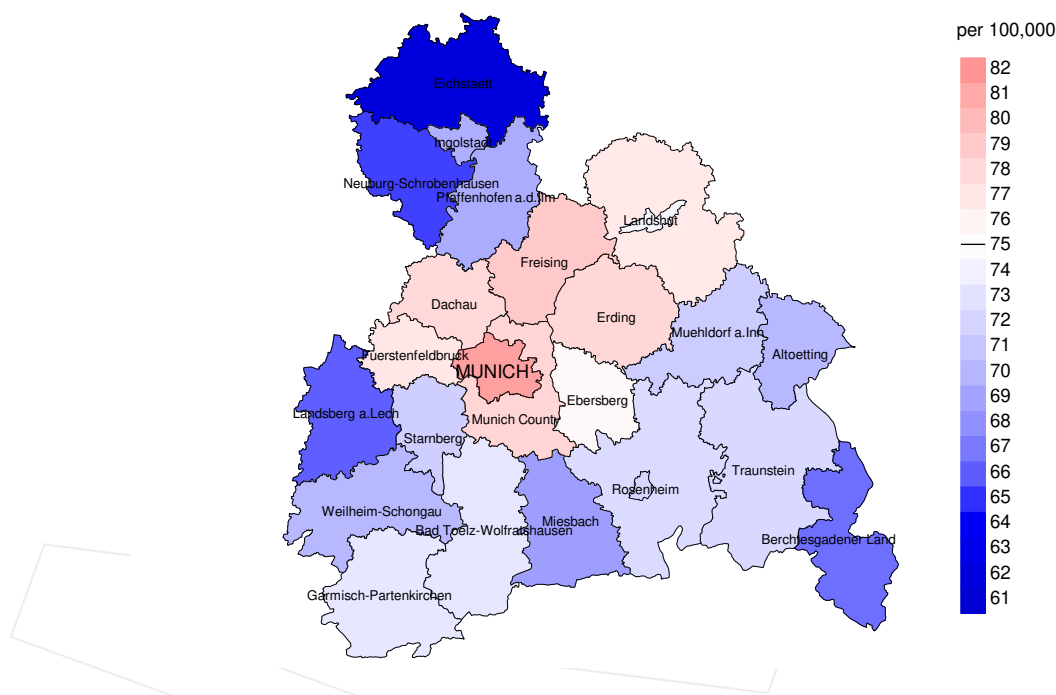 per 100,000
82
81
80
79
78
77
76
75
74
73
72
71
70
69
68
67
66
65
64
63
62
61
Eichstaett
Ingolstadt
Neuburg-Schrobenhausen
Pfaffenhofen a.d.Ilm
Landshut
Freising
Dachau
Erding
Muehldorf a.Inn
Altoetting
Fuerstenfeldbruck
MUNICH
Ebersberg
Landsberg a.Lech
Munich County
Starnberg
Traunstein
Rosenheim
Weilheim-Schongau
Miesbach
Bad Toelz-Wolfratshausen
Berchtesgadener Land
Garmisch-Partenkirchen